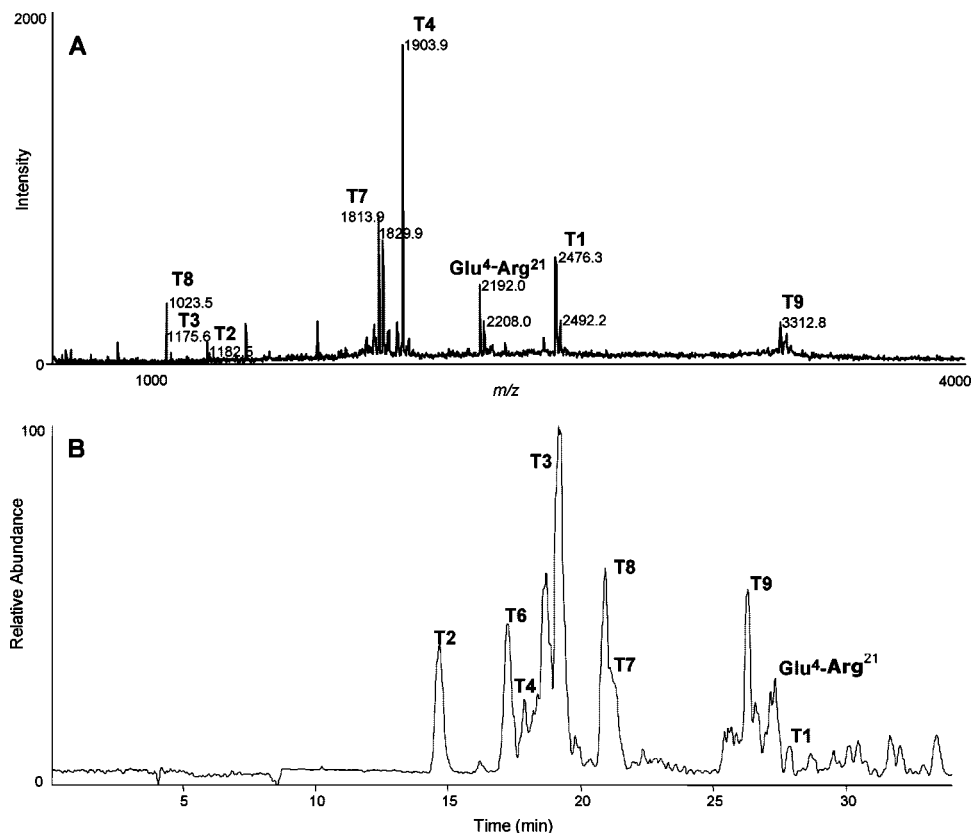 2000
A
T4
1903.9
Intensity
T7
1813.9
1829.9
T1
Glu⁴-Arg²¹
2476.3
2192.0
T8
1023.5
T9
2208.0
2492.2
3312.8
T3
1175.6
T2
1182.5
0
1000
4000
m/z
100
B
T3
Relative Abundance
T8
T9
T6
T2
T7
Glu⁴-Arg²¹
T4
T1
0
5
10
15
20
25
30
Time (min)